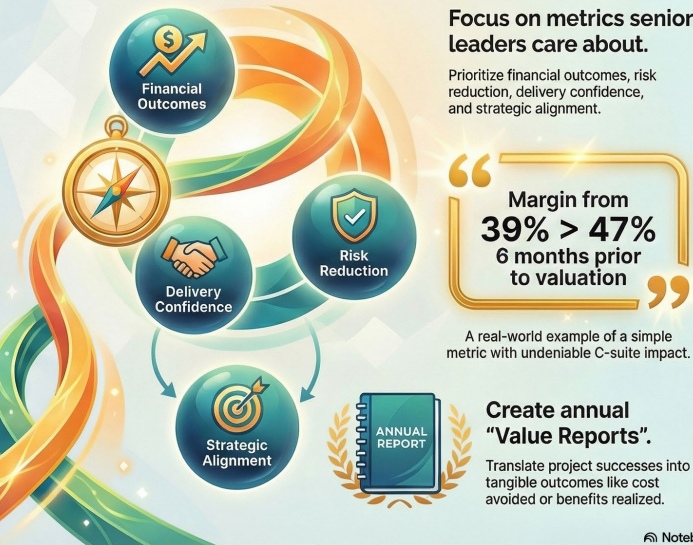 Financial
Outcomes
Risk
Reduction
Delivery
Confidence
Strategic
Alignment
Focus on metrics senior
leaders care about.
Prioritize financial outcomes, risk
reduction, delivery confidence,
and strategic alignment.
“
Margin from
39% > 47%
6 months prior
to valuation
”
A real-world example of a simple
metric with undeniable C-suite impact.
ANNUAL
REPORT
Create annual
“Value Reports”.
Translate project successes into
tangible outcomes like cost
avoided or benefits realized.